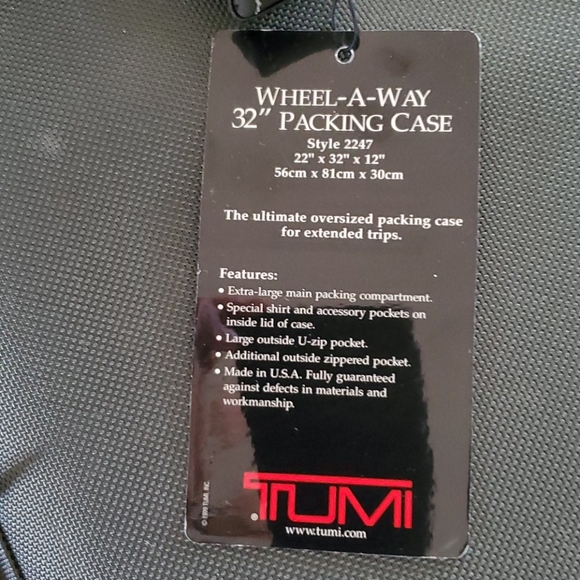 WHEEL-A-WAY
32" PACKING CASE
Style 2247
22" x 32" x 12"
56cm x 81cm x 30cm
The ultimate oversized packing case
for extended trips.
Features:
• Extra-large main packing compartment.
• Special shirt and accessory pockets on
inside lid of case.
• Large outside U-zip pocket.
• Additional outside zippered pocket.
• Made in U.S.A. Fully guaranteed
against defects in materials and
workmanship.
TUMI®
www.tumi.com
© 1999 TUMI, INC.